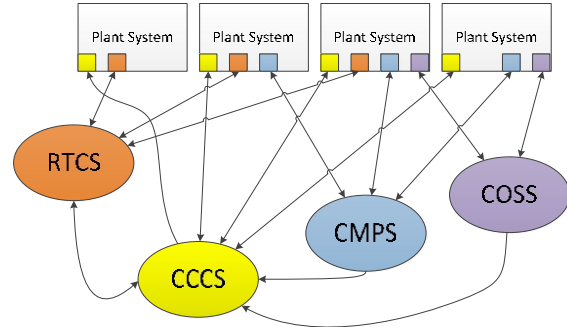 Plant System
Plant System
Plant System
Plant System
RTCS
COSS
CMPS
CCCS